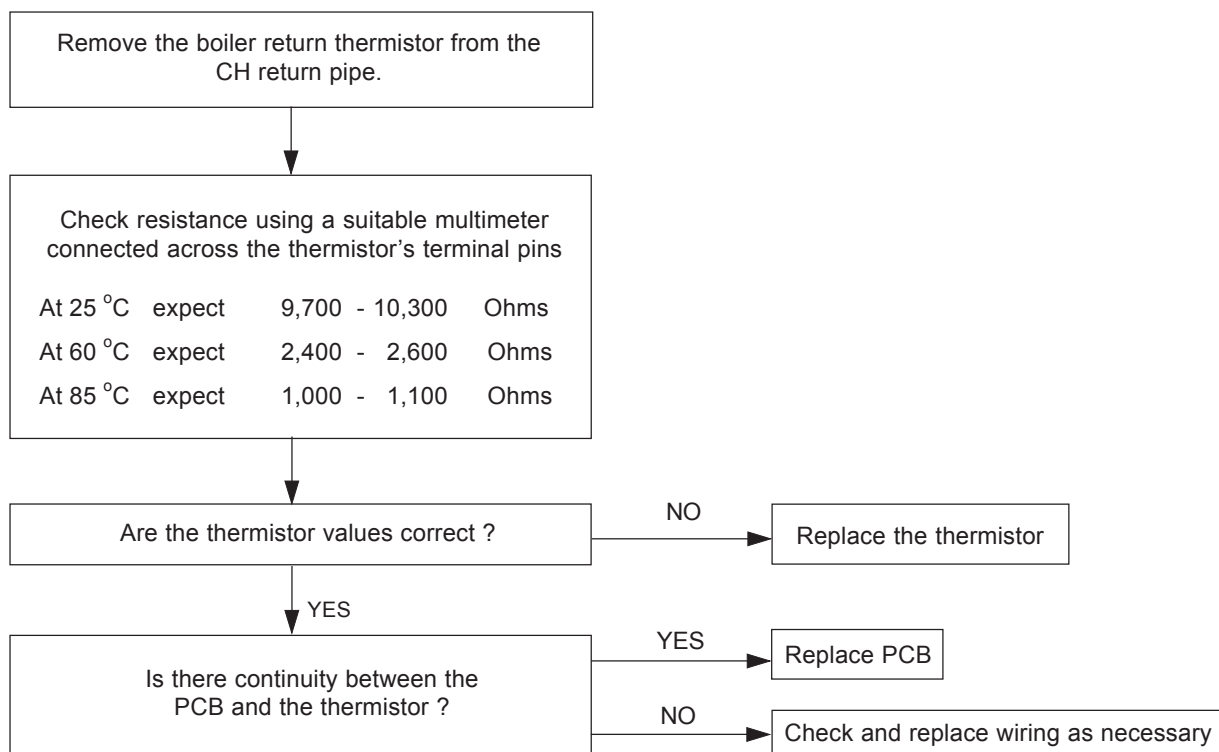 Remove the boiler return thermistor from the
CH return pipe.
Check resistance using a suitable multimeter
connected across the thermistor's terminal pins
At 25 °C expect 9,700 - 10,300 Ohms
At 60 °C expect 2,400 - 2,600 Ohms
At 85 °C expect 1,000 - 1,100 Ohms
Are the thermistor values correct ?
NO
Replace the thermistor
YES
Is there continuity between the
PCB and the thermistor ?
YES
Replace PCB
NO
Check and replace wiring as necessary